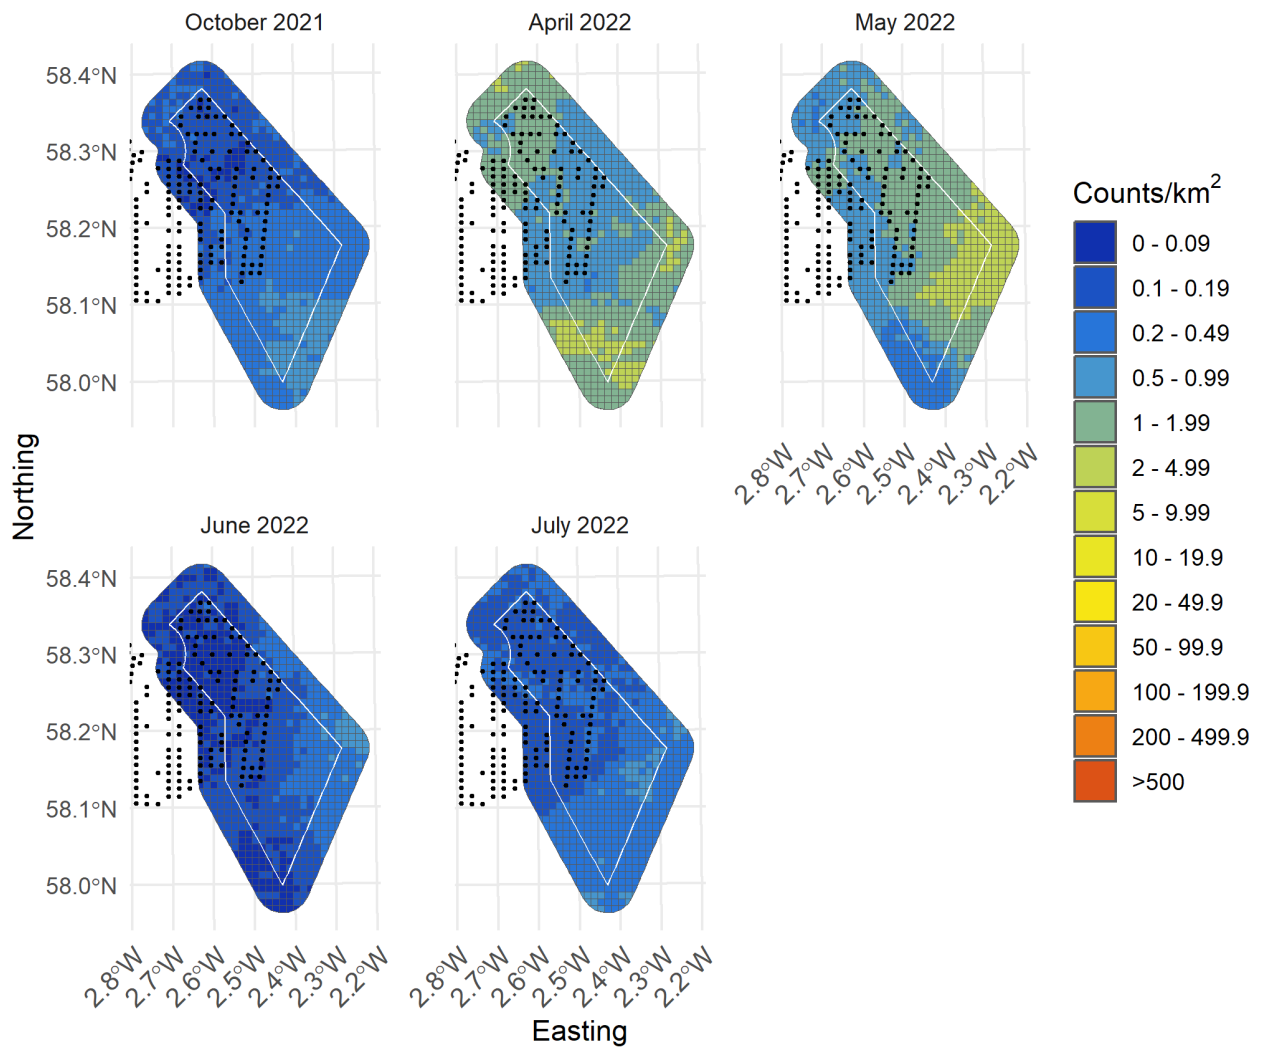 October 2021
April 2022
May 2022
58.4°N
58.3°N
58.2°N
58.1°N
58.0°N
2.8°W
2.7°W
2.6°W
2.5°W
2.4°W
2.3°W
2.2°W
Northing
June 2022
July 2022
58.4°N
58.3°N
58.2°N
58.1°N
58.0°N
2.8°W
2.7°W
2.6°W
2.5°W
2.4°W
2.3°W
2.2°W
2.8°W
2.7°W
2.6°W
2.5°W
2.4°W
2.3°W
2.2°W
Easting
Counts/km²
0 - 0.09
0.1 - 0.19
0.2 - 0.49
0.5 - 0.99
1 - 1.99
2 - 4.99
5 - 9.99
10 - 19.9
20 - 49.9
50 - 99.9
100 - 199.9
200 - 499.9
>500